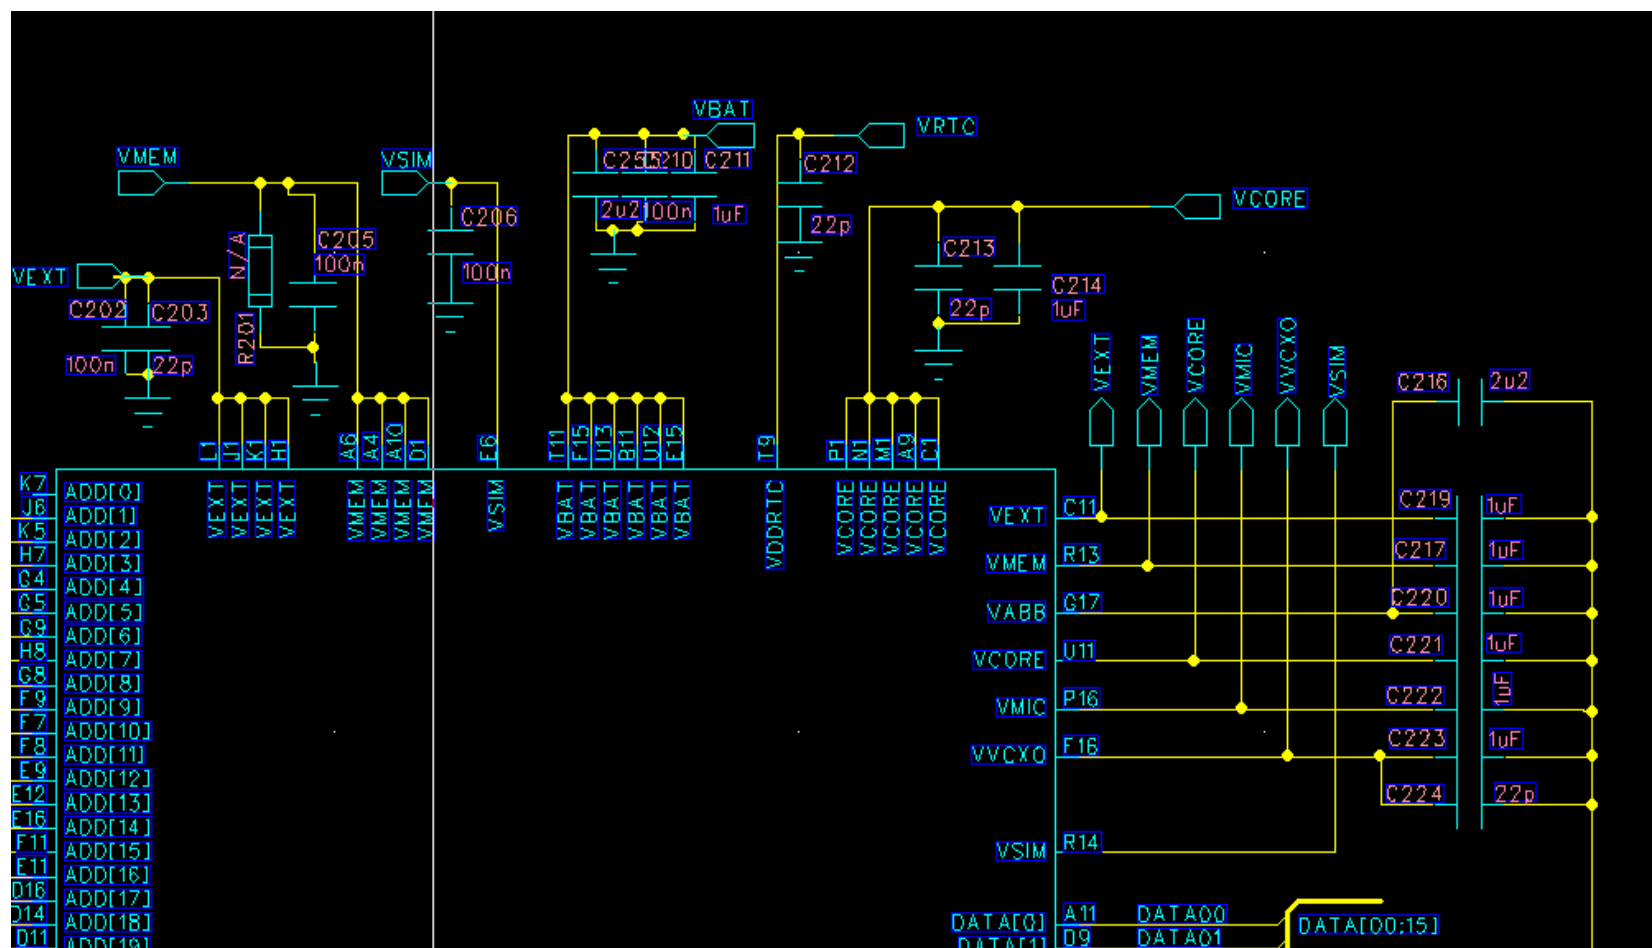 VBAT
VRTC
VMEM
VSIM
C255
C210
C211
C212
VCORE
C206
2u2
100n
1uF
22p
N/A
C205
100n
C213
VEXT
100n
C214
C202
C203
22p
1uF
R201
100n
22p
VEXT
VMEM
VCORE
VMIC
VVCXO
VSIM
C216
2u2
L1
J1
K1
H1
A6
A4
A10
D1
E6
T11
F15
U13
B11
U12
E15
T9
P1
N1
M1
A9
C1
VEXT
VEXT
VEXT
VEXT
VMEM
VMEM
VMEM
VMEM
VSIM
VBAT
VBAT
VBAT
VBAT
VBAT
VBAT
VDDRTC
VCORE
VCORE
VCORE
VCORE
VCORE
K7 ADD[0]
J6 ADD[1]
K5 ADD[2]
H7 ADD[3]
G4 ADD[4]
G5 ADD[5]
G9 ADD[6]
H8 ADD[7]
G8 ADD[8]
F9 ADD[9]
F7 ADD[10]
F8 ADD[11]
E9 ADD[12]
E12 ADD[13]
E16 ADD[14]
F11 ADD[15]
E11 ADD[16]
D16 ADD[17]
D14 ADD[18]
D11 ADD[19]
VEXT C11 C219 1uF
VMEM R13 C217 1uF
VABB G17 C220 1uF
VCORE U11 C221 1uF
VMIC P16 C222 1uF
VVCXO F16 C223 1uF
C224 22p
VSIM R14
DATA[0] A11 DATA00
DATA[00:15]
DATA[1] D9 DATA01